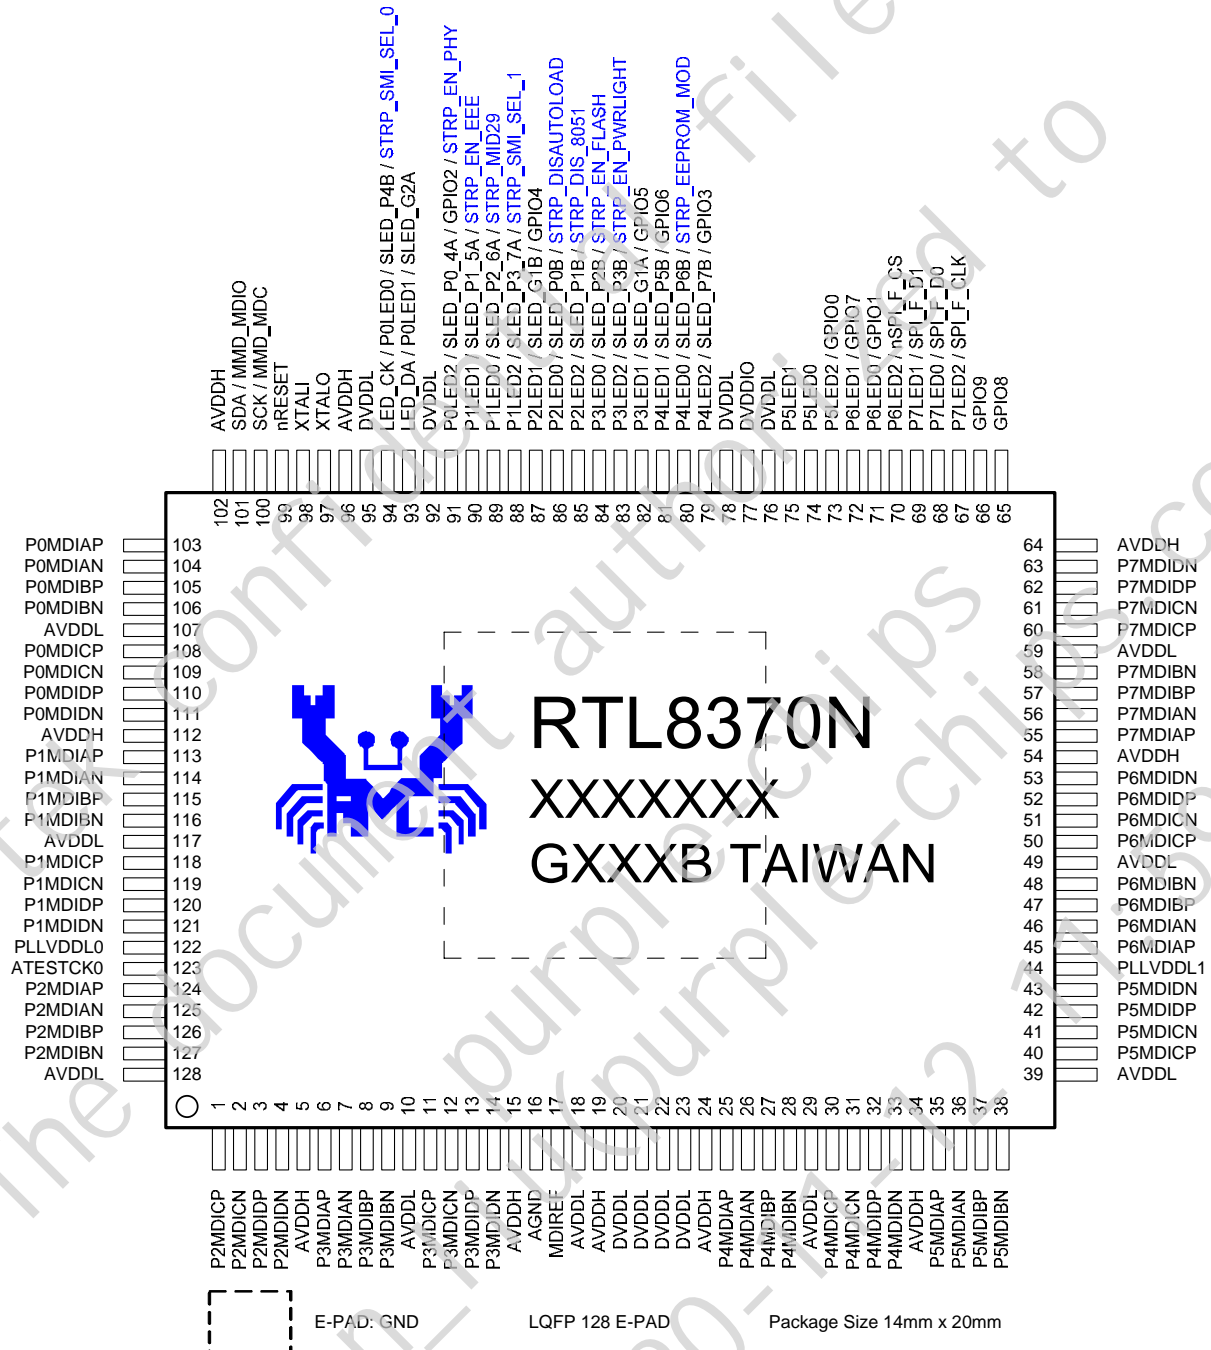 AVDDH
SDA / MMD_MDIO
SCK / MMD_MDC
nRESET
XTALI
XTALO
AVDDH
DVDDL
LED_CK / P0LED0 / SLED_P4B / STRP_SMI_SEL_0
LED_DA / P0LED1 / SLED_G2A
DVDDL
P0LED2 / SLED_P0_4A / GPIO2 / STRP_EN_PHY
P1LED1 / SLED_P1_5A / STRP_EN_EEE
P1LED0 / SLED_P2_6A / STRP_MID29
P1LED2 / SLED_P3_7A / STRP_SMI_SEL_1
P2LED1 / SLED_G1B / GPIO4
P2LED0 / SLED_P0B / STRP_DISAUTOLOAD
P2LED2 / SLED_P1B / STRP_DIS_8051
P3LED0 / SLED_P2B / STRP_EN_FLASH
P3LED2 / SLED_P3B / STRP_EN_PWRLIGHT
P3LED1 / SLED_G1A / GPIO5
P4LED1 / SLED_P5B / GPIO6
P4LED0 / SLED_P6B / STRP_EEPROM_MOD
P4LED2 / SLED_P7B / GPIO3
DVDDL
DVDDIO
DVDDL
P5LED1
P5LED0
P5LED2 / GPIO0
P6LED1 / GPIO7
P6LED0 / GPIO1
P6LED2 / nSPI_F_CS
P7LED1 / SPI_F_D1
P7LED0 / SPI_F_D0
P7LED2 / SPI_F_CLK
GPIO9
GPIO8
102 101 100 99 98 97 96 95 94 93 92 91 90 89 88 87 86 85 84 83 82 81 80 79 78 77 76 75 74 73 72 71 70 69 68 67 66 65
P0MDIAP 103
P0MDIAN 104
P0MDIBP 105
P0MDIBN 106
AVDDL 107
P0MDICP 108
P0MDICN 109
P0MDIDP 110
P0MDIDN 111
AVDDH 112
P1MDIAP 113
P1MDIAN 114
P1MDIBP 115
P1MDIBN 116
AVDDL 117
P1MDICP 118
P1MDICN 119
P1MDIDP 120
P1MDIDN 121
PLLVDDL0 122
ATESTCK0 123
P2MDIAP 124
P2MDIAN 125
P2MDIBP 126
P2MDIBN 127
AVDDL 128
RTL8370N
XXXXXXX
GXXXB TAIWAN
64 AVDDH
63 P7MDIDN
62 P7MDIDP
61 P7MDICN
60 P7MDICP
59 AVDDL
58 P7MDIBN
57 P7MDIBP
56 P7MDIAN
55 P7MDIAP
54 AVDDH
53 P6MDIDN
52 P6MDIDP
51 P6MDICN
50 P6MDICP
49 AVDDL
48 P6MDIBN
47 P6MDIBP
46 P6MDIAN
45 P6MDIAP
44 PLLVDDL1
43 P5MDIDN
42 P5MDIDP
41 P5MDICN
40 P5MDICP
39 AVDDL
1 2 3 4 5 6 7 8 9 10 11 12 13 14 15 16 17 18 19 20 21 22 23 24 25 26 27 28 29 30 31 32 33 34 35 36 37 38
P2MDICP
P2MDICN
P2MDIDP
P2MDIDN
AVDDH
P3MDIAP
P3MDIAN
P3MDIBP
P3MDIBN
AVDDL
P3MDICP
P3MDICN
P3MDIDP
P3MDIDN
AVDDH
AGND
MDIREF
AVDDL
AVDDH
DVDDL
DVDDL
DVDDL
DVDDL
AVDDH
P4MDIAP
P4MDIAN
P4MDIBP
P4MDIBN
AVDDL
P4MDICP
P4MDICN
P4MDIDP
P4MDIDN
AVDDH
P5MDIAP
P5MDIAN
P5MDIBP
P5MDIBN
E-PAD: GND
LQFP 128 E-PAD
Package Size 14mm x 20mm
confidential file
The document authorized to
purple-chips
(purple-chips.co